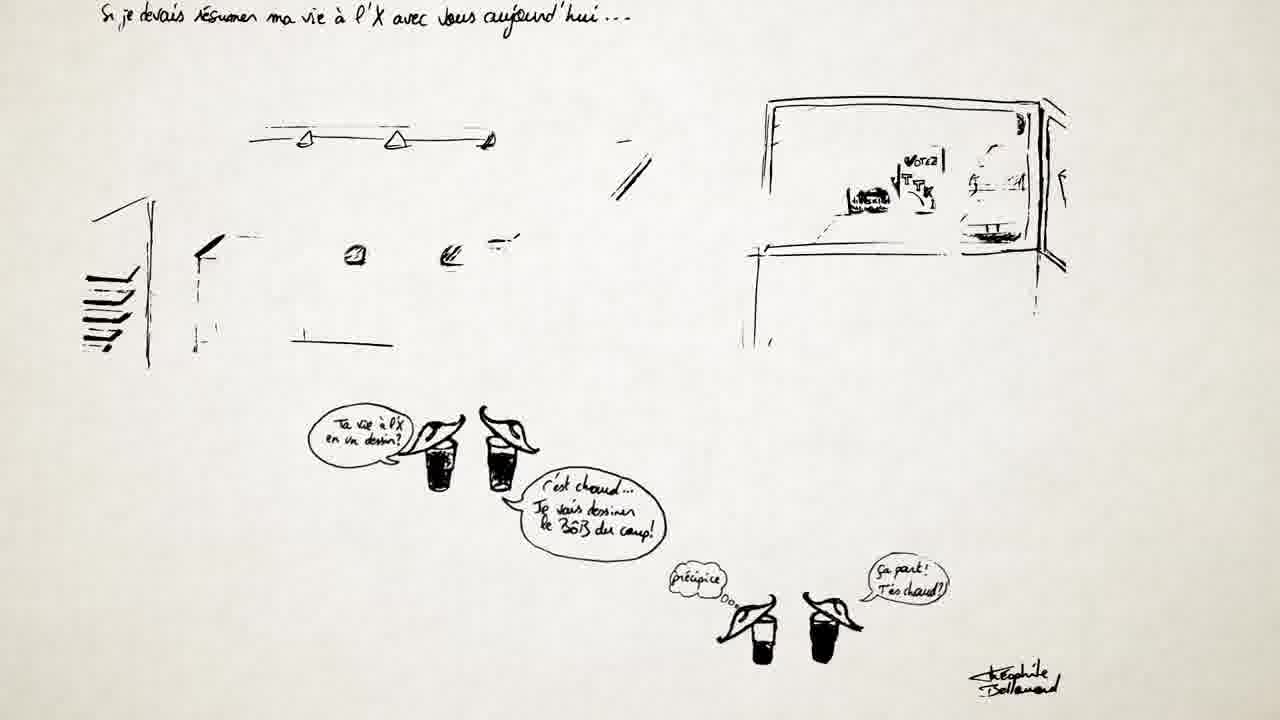 Si je devais résumer ma vie à l'X avec vous aujourd'hui...
VOTEZ
TTK
Ta vie à l'X
en un dessin?
C'est chaud...
Je vais dessiner
le BôB du coup!
précipice
ça part!
T'es chaud?
Théophile